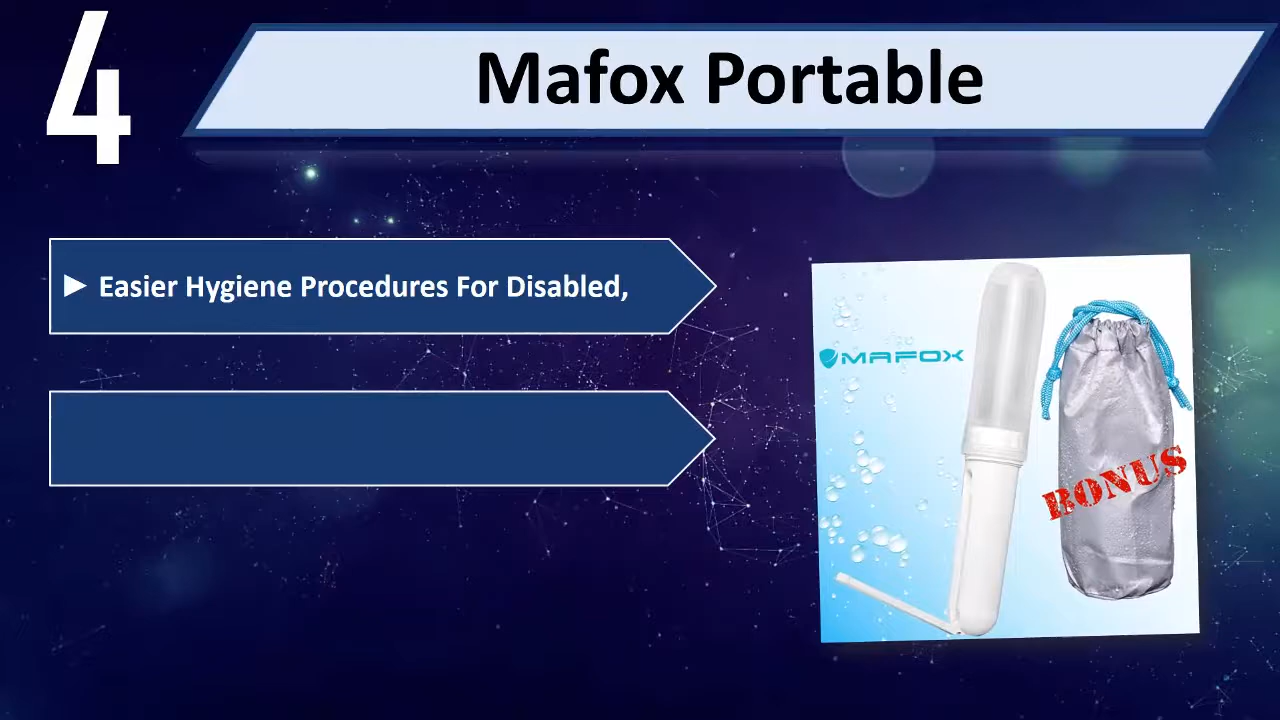 4
Mafox Portable
► Easier Hygiene Procedures For Disabled,
MAFOX
BONUS